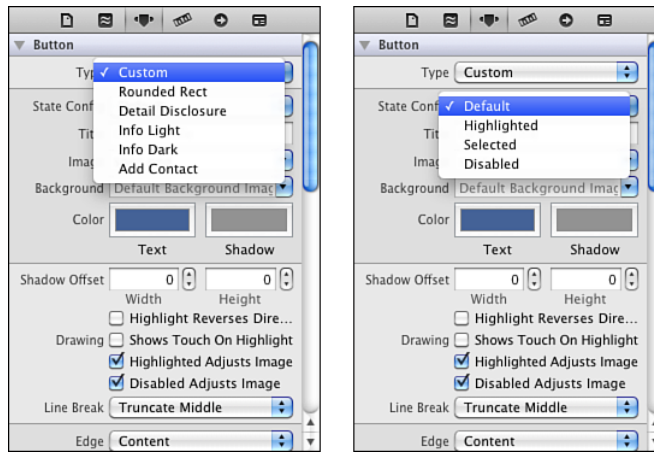 Button
Typ ✓ Custom
Rounded Rect
State Conf
Detail Disclosure
Tit
Info Light
Imag
Info Dark
Add Contact
Background Default Background Imag
Color
Text Shadow
Shadow Offset 0 0
Width Height
Highlight Reverses Dire...
Drawing Shows Touch On Highlight
Highlighted Adjusts Image
Disabled Adjusts Image
Line Break Truncate Middle
Edge Content
Button
Type Custom
State Conf ✓ Default
Highlighted
Tit
Selected
Imag
Disabled
Background Default Background Imag
Color
Text Shadow
Shadow Offset 0 0
Width Height
Highlight Reverses Dire...
Drawing Shows Touch On Highlight
Highlighted Adjusts Image
Disabled Adjusts Image
Line Break Truncate Middle
Edge Content